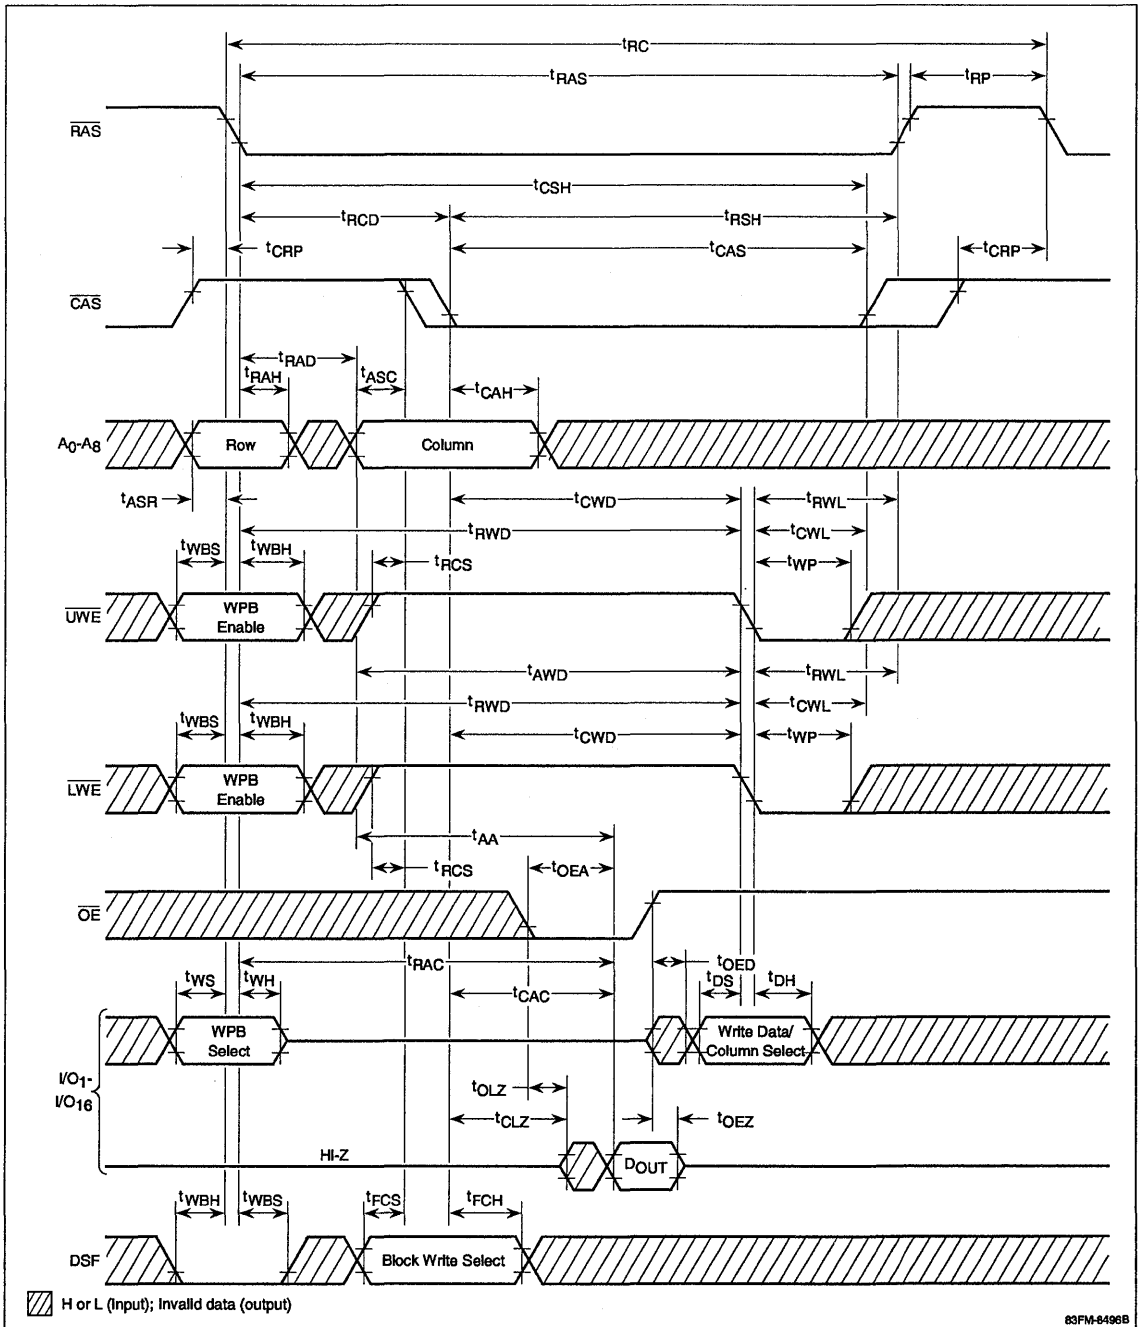 tRC
tRAS
tRP
RAS
tCSH
tRCD
tRSH
tCRP
tCAS
tCRP
CAS
tRAD
tRAH
tASC
tCAH
A0-A8
Row
Column
tASR
tCWD
tRWL
tRWD
tCWL
tWBS
tWBH
tRCS
tWP
UWE
WPB
Enable
tAWD
tRWL
tRWD
tCWL
tWBS
tWBH
tCWD
tWP
LWE
WPB
Enable
tAA
tRCS
tOEA
OE
tRAC
tOED
tWS
tWH
tCAC
tDS
tDH
WPB
Select
Write Data/
Column Select
I/O1-
I/O16
tOLZ
tCLZ
tOEZ
HI-Z
DOUT
tWBH
tWBS
tFCS
tFCH
DSF
Block Write Select
H or L (Input); Invalid data (output)
83FM-8496B